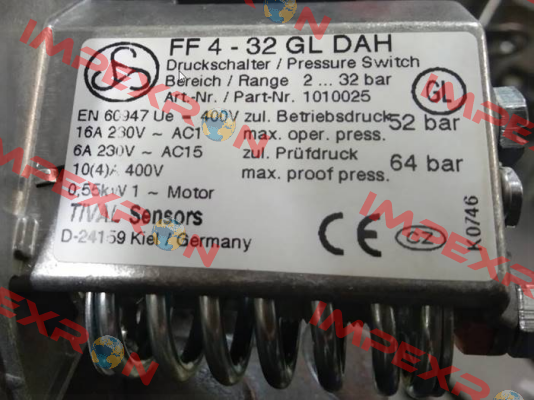 FF 4 - 32 GL DAH
Druckschalter / Pressure Switch
Bereich / Range 2 ... 32 bar
Art.-Nr. / Part-Nr. 1010025
GL
EN 60947 Ue ~ 400V zul. Betriebsdruck 52 bar
16A 230V ~ AC1 max. oper. press.
6A 230V ~ AC15 zul. Prüfdruck 64 bar
10(4)A 400V max. proof press.
0,55kW 1 ~ Motor
TIVAL Sensors
D-24159 Kiel / Germany
CE
CZ
K0746
IMPEXRON